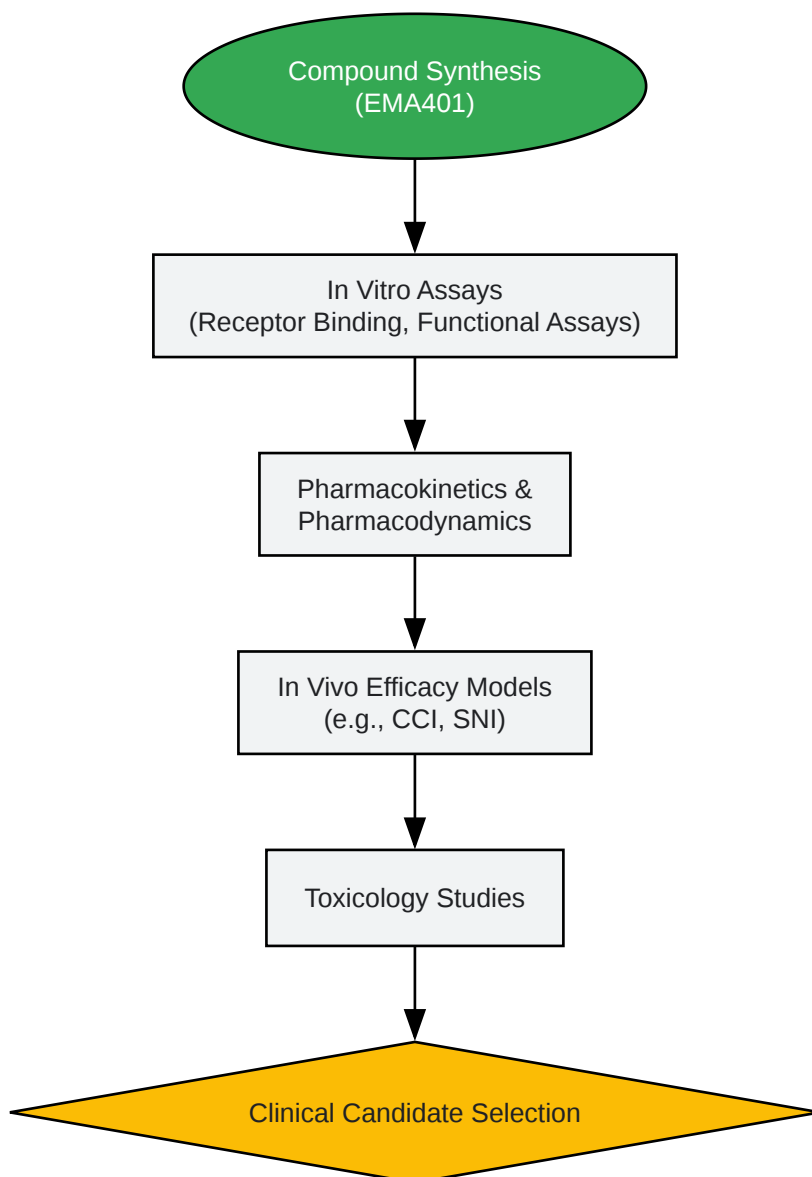 Compound Synthesis
(EMA401)
In Vitro Assays
(Receptor Binding, Functional Assays)
Pharmacokinetics &
Pharmacodynamics
In Vivo Efficacy Models
(e.g., CCI, SNI)
Toxicology Studies
Clinical Candidate Selection